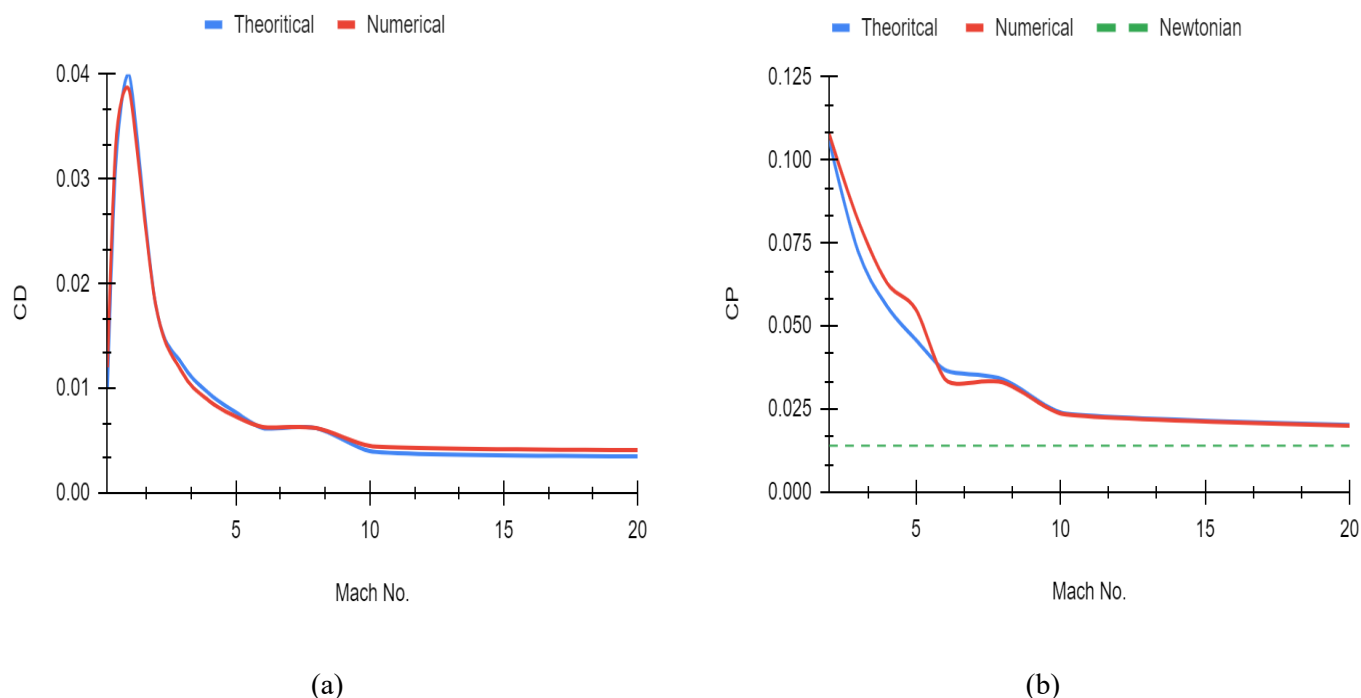 Theoritical Numerical
0.04
0.03
0.02
0.01
0.00
CD
5 10 15 20
Mach No.
(a)
Theoritcal Numerical Newtonian
0.125
0.100
0.075
0.050
0.025
0.000
CP
5 10 15 20
Mach No.
(b)